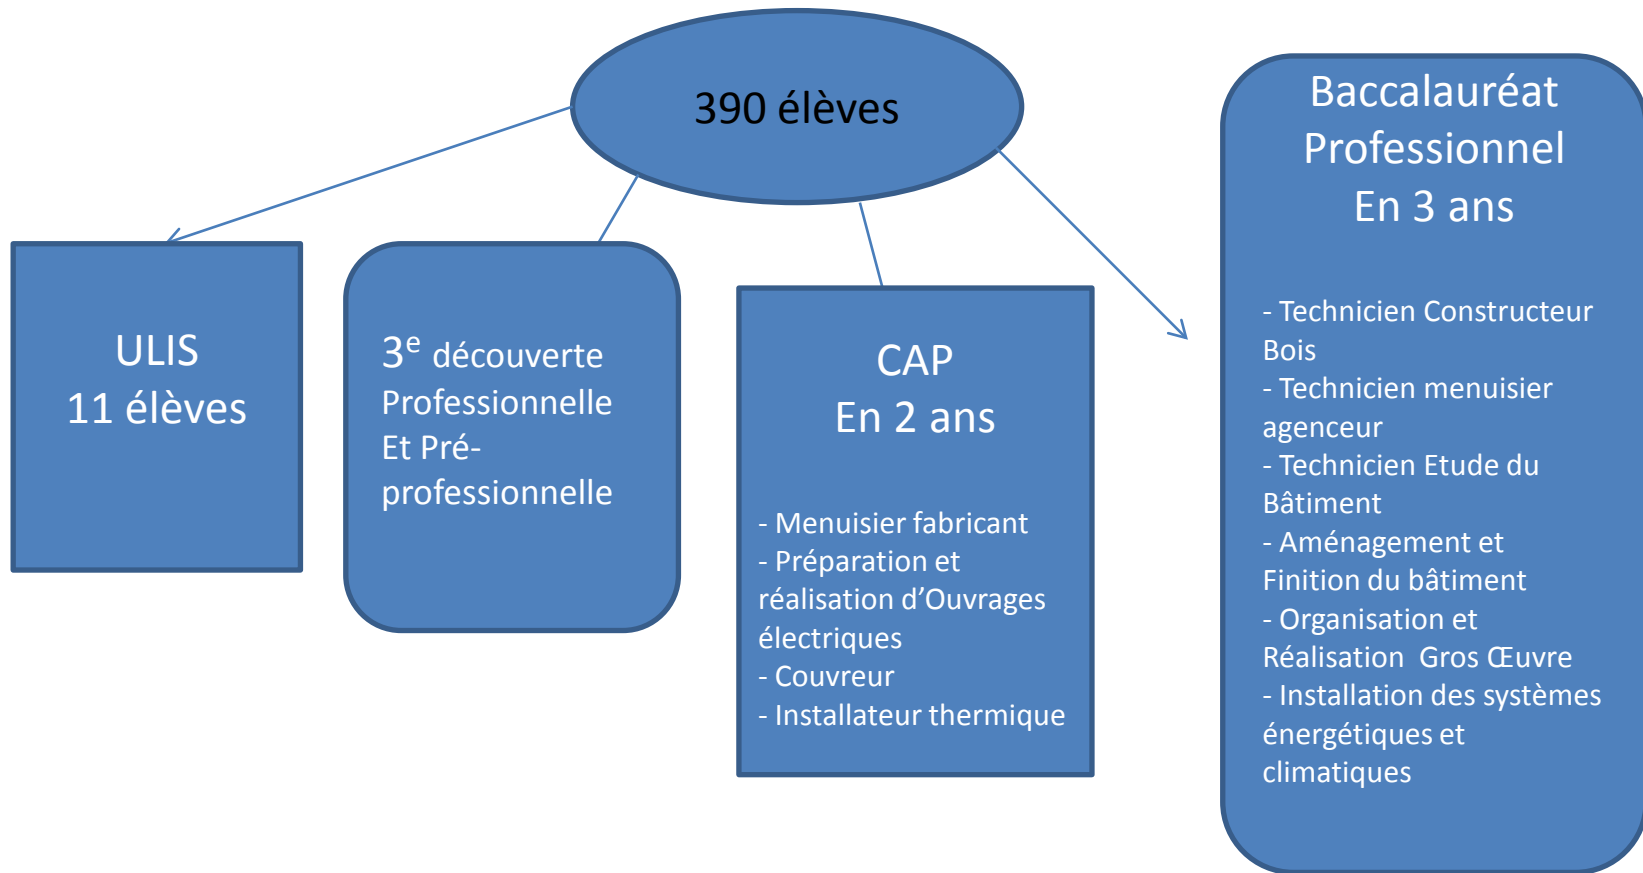 390 élèves
ULIS
11 élèves
3e découverte
Professionnelle
Et Pré-
professionnelle
CAP
En 2 ans
- Menuisier fabricant
- Préparation et
réalisation d’Ouvrages
électriques
- Couvreur
- Installateur thermique
Baccalauréat
Professionnel
En 3 ans
- Technicien Constructeur
Bois
- Technicien menuisier
agenceur
- Technicien Etude du
Bâtiment
- Aménagement et
Finition du bâtiment
- Organisation et
Réalisation  Gros Œuvre
- Installation des systèmes
énergétiques et
climatiques